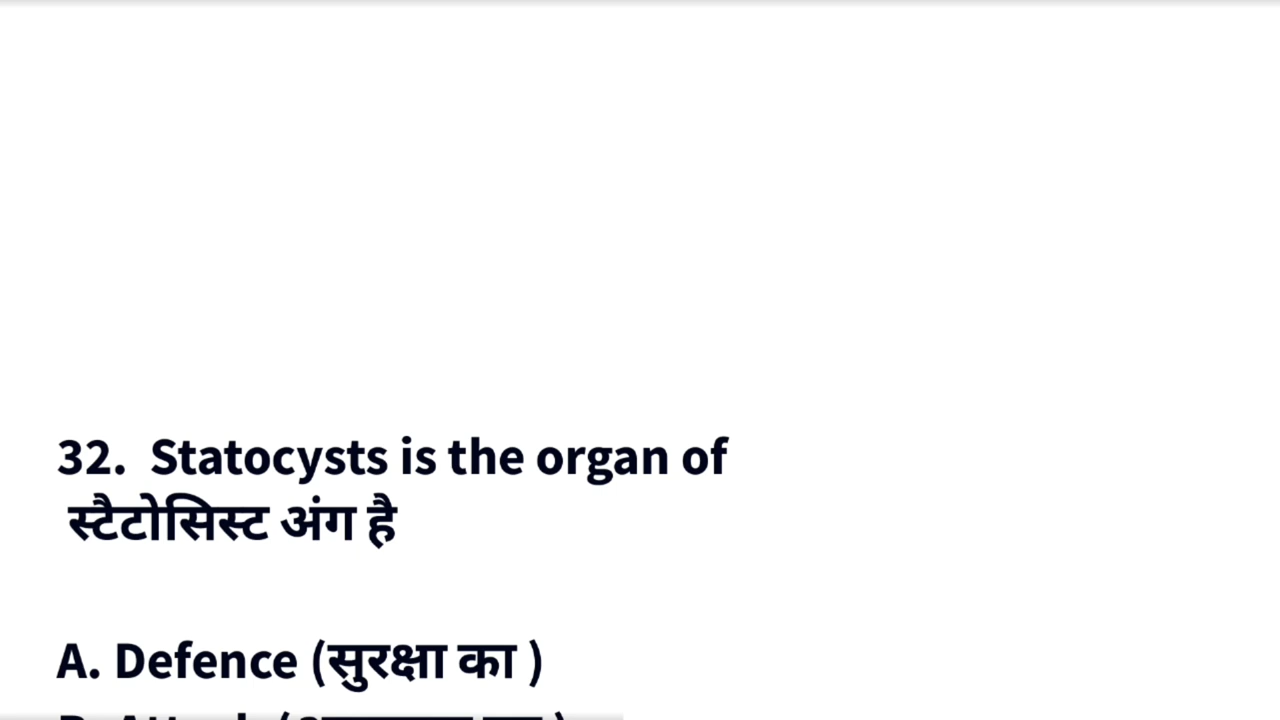 32. Statocysts is the organ of
स्टैटोसिस्ट अंग है
A. Defence (सुरक्षा का )